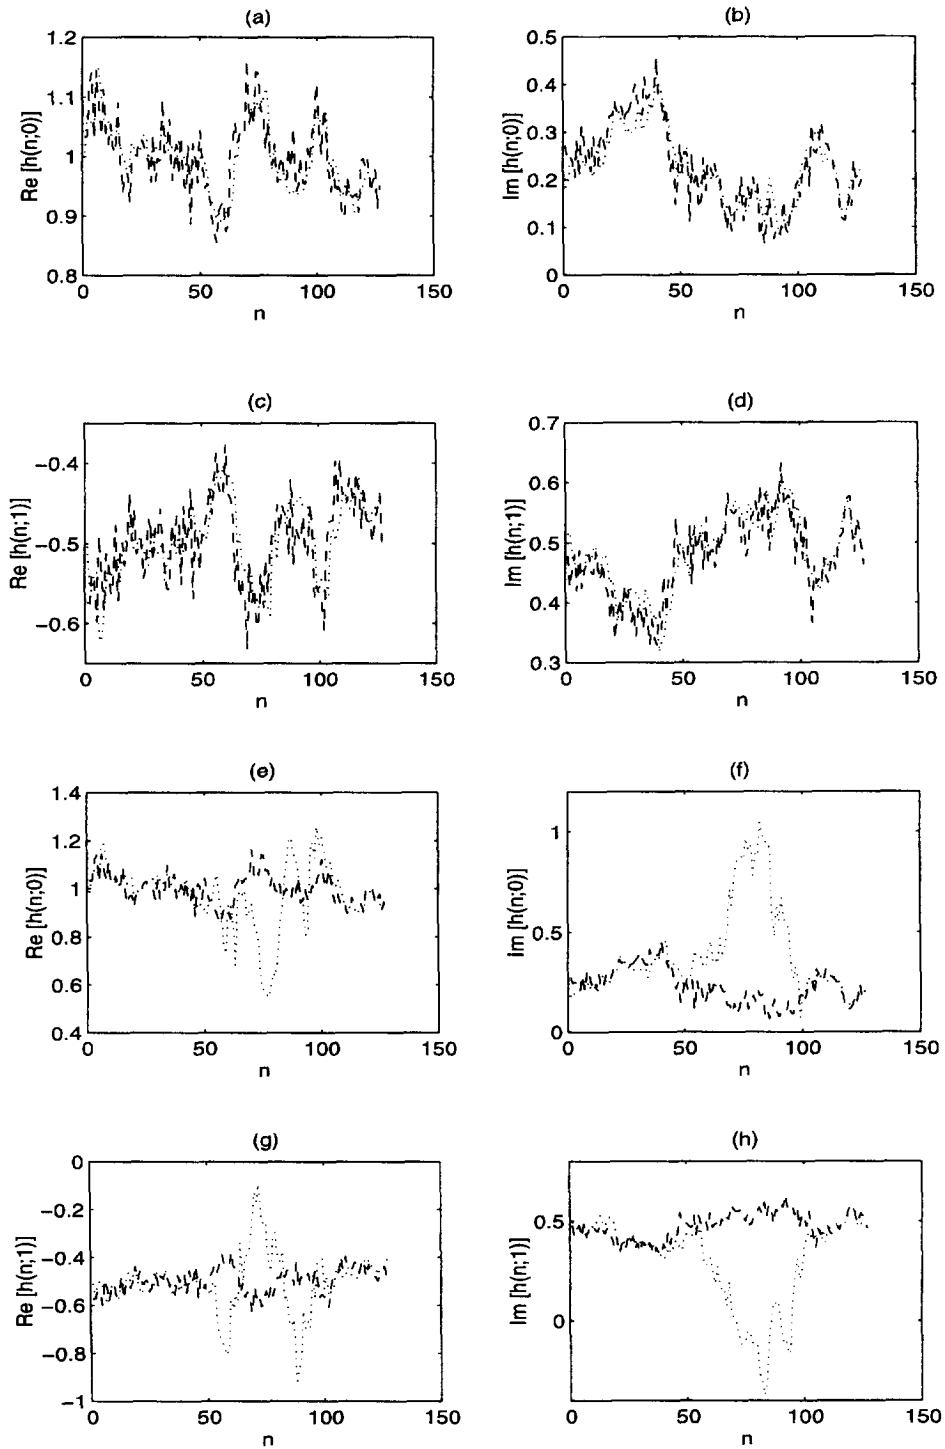 (a)
Re [h(n;0)]
1.2
1.1
1
0.9
0.8
0
50
100
150
n
(b)
Im [h(n;0)]
0.5
0.4
0.3
0.2
0.1
0
0
50
100
150
n
(c)
Re [h(n;1)]
−0.4
−0.5
−0.6
0
50
100
150
n
(d)
Im [h(n;1)]
0.7
0.6
0.5
0.4
0.3
0
50
100
150
n
(e)
Re [h(n;0)]
1.4
1.2
1
0.8
0.6
0.4
0
50
100
150
n
(f)
Im [h(n;0)]
1
0.5
0
0
50
100
150
n
(g)
Re [h(n;1)]
0
−0.2
−0.4
−0.6
−0.8
−1
0
50
100
150
n
(h)
Im [h(n;1)]
0.5
0
0
50
100
150
n